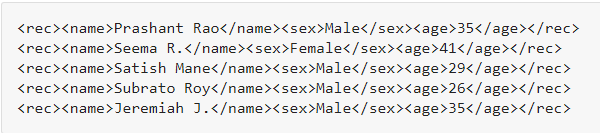 <rec><name>Prashant Rao</name><sex>Male</sex><age>35</age></rec>
<rec><name>Seema R.</name><sex>Female</sex><age>41</age></rec>
<rec><name>Satish Mane</name><sex>Male</sex><age>29</age></rec>
<rec><name>Subrato Roy</name><sex>Male</sex><age>26</age></rec>
<rec><name>Jeremiah J.</name><sex>Male</sex><age>35</age></rec>